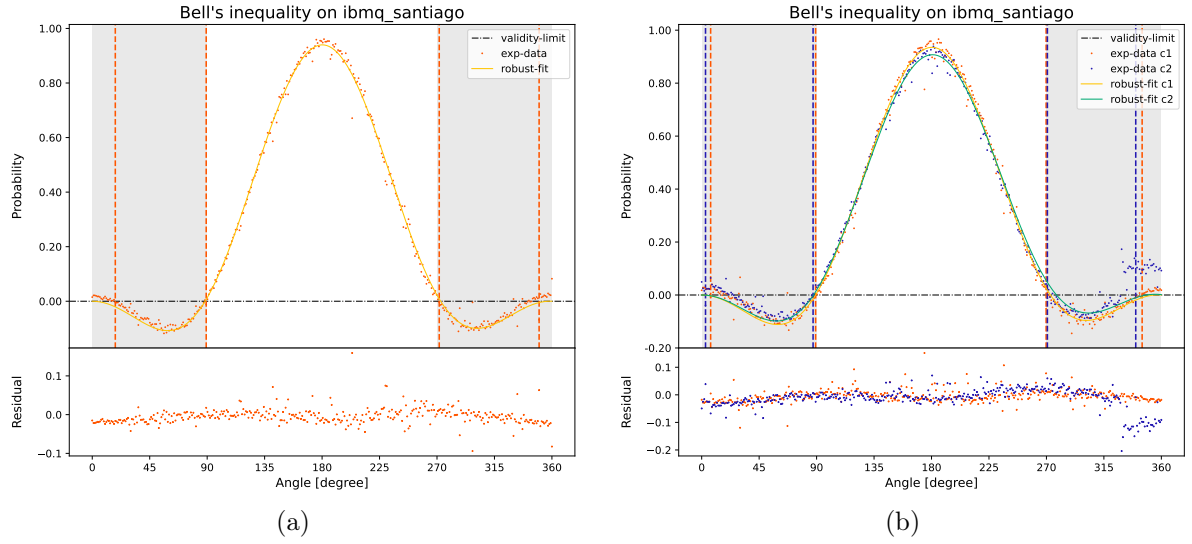 Bell's inequality on ibmq_santiago
validity-limit
exp-data
robust-fit
Probability
1.00
0.80
0.60
0.40
0.20
0.00
Residual
0.1
0.0
−0.1
0 45 90 135 180 225 270 315 360
Angle [degree]
(a)
Bell's inequality on ibmq_santiago
validity-limit
exp-data c1
exp-data c2
robust-fit c1
robust-fit c2
Probability
1.00
0.80
0.60
0.40
0.20
0.00
-0.20
Residual
0.1
0.0
−0.1
−0.2
0 45 90 135 180 225 270 315 360
Angle [degree]
(b)